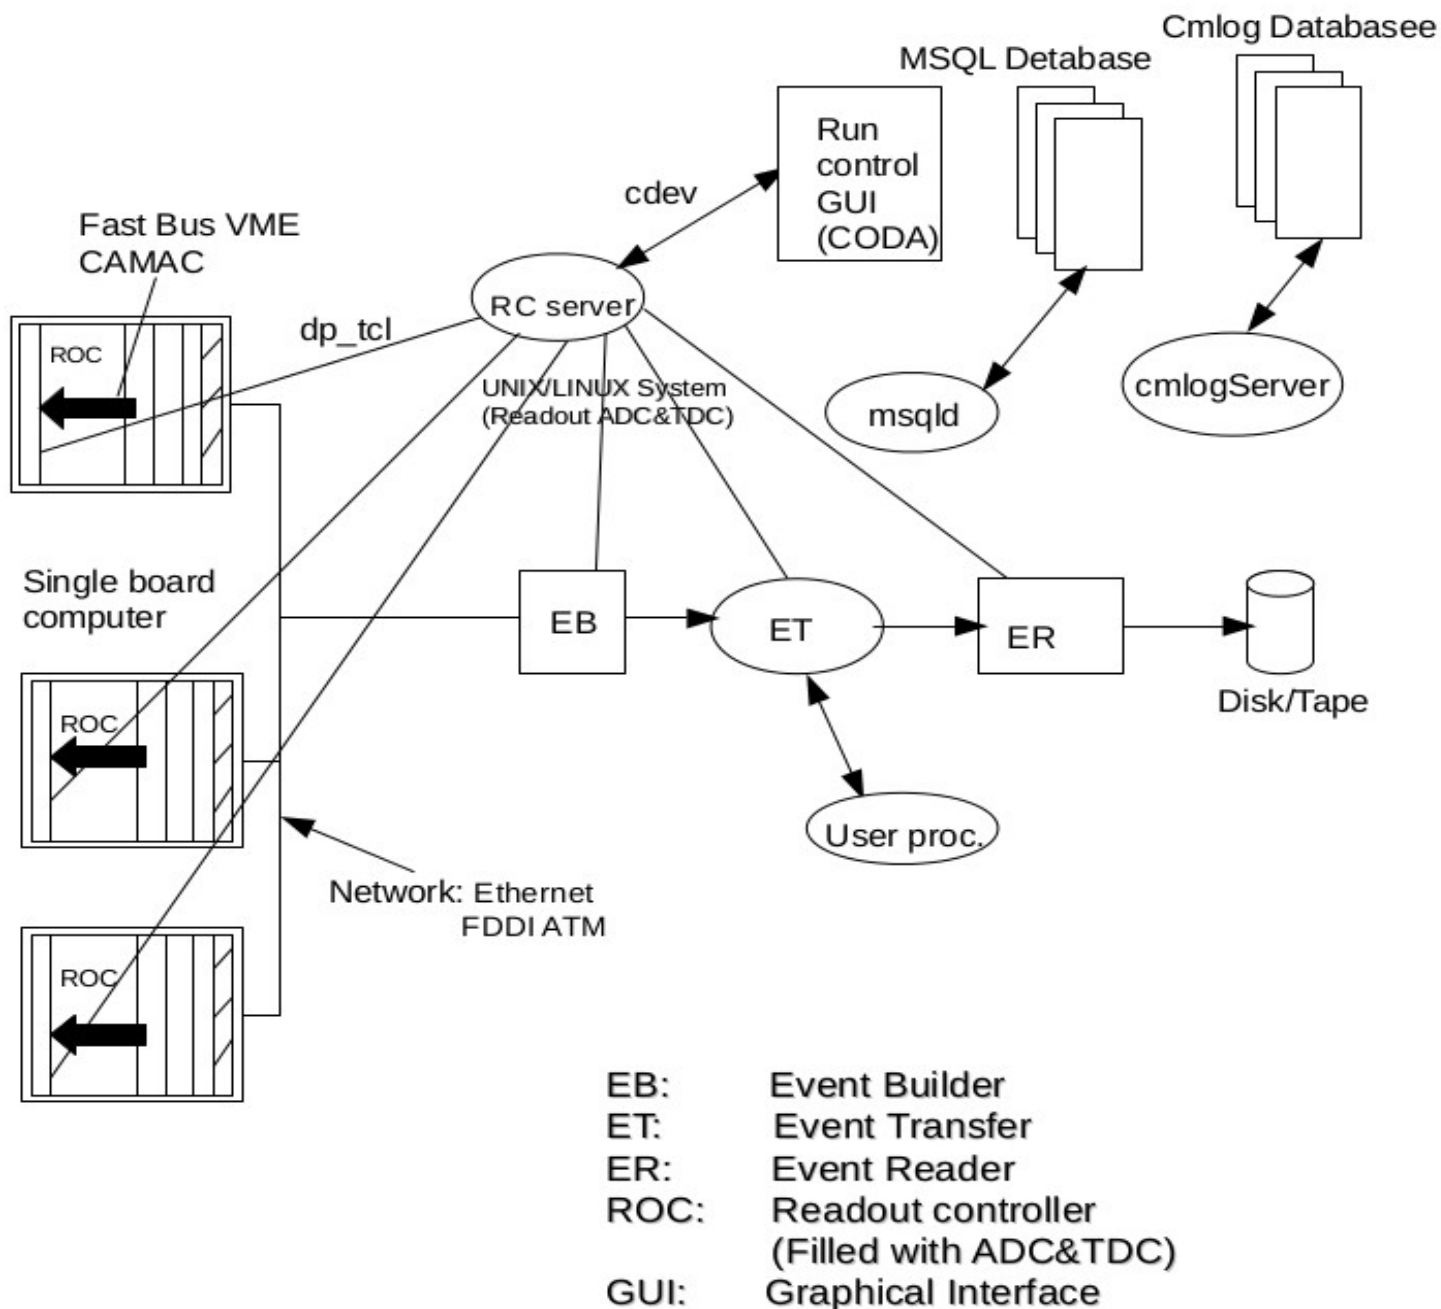 Cmlog Databasee
MSQL Detabase
Run
control
GUI
(CODA)
cdev
Fast Bus VME
CAMAC
RC server
dp_tcl
ROC
UNIX/LINUX System
(Readout ADC&TDC)
msqld
cmlogServer
Single board
computer
EB
ET
ER
ROC
Disk/Tape
User proc.
Network: Ethernet
FDDI ATM
ROC
EB: Event Builder
ET: Event Transfer
ER: Event Reader
ROC: Readout controller
(Filled with ADC&TDC)
GUI: Graphical Interface